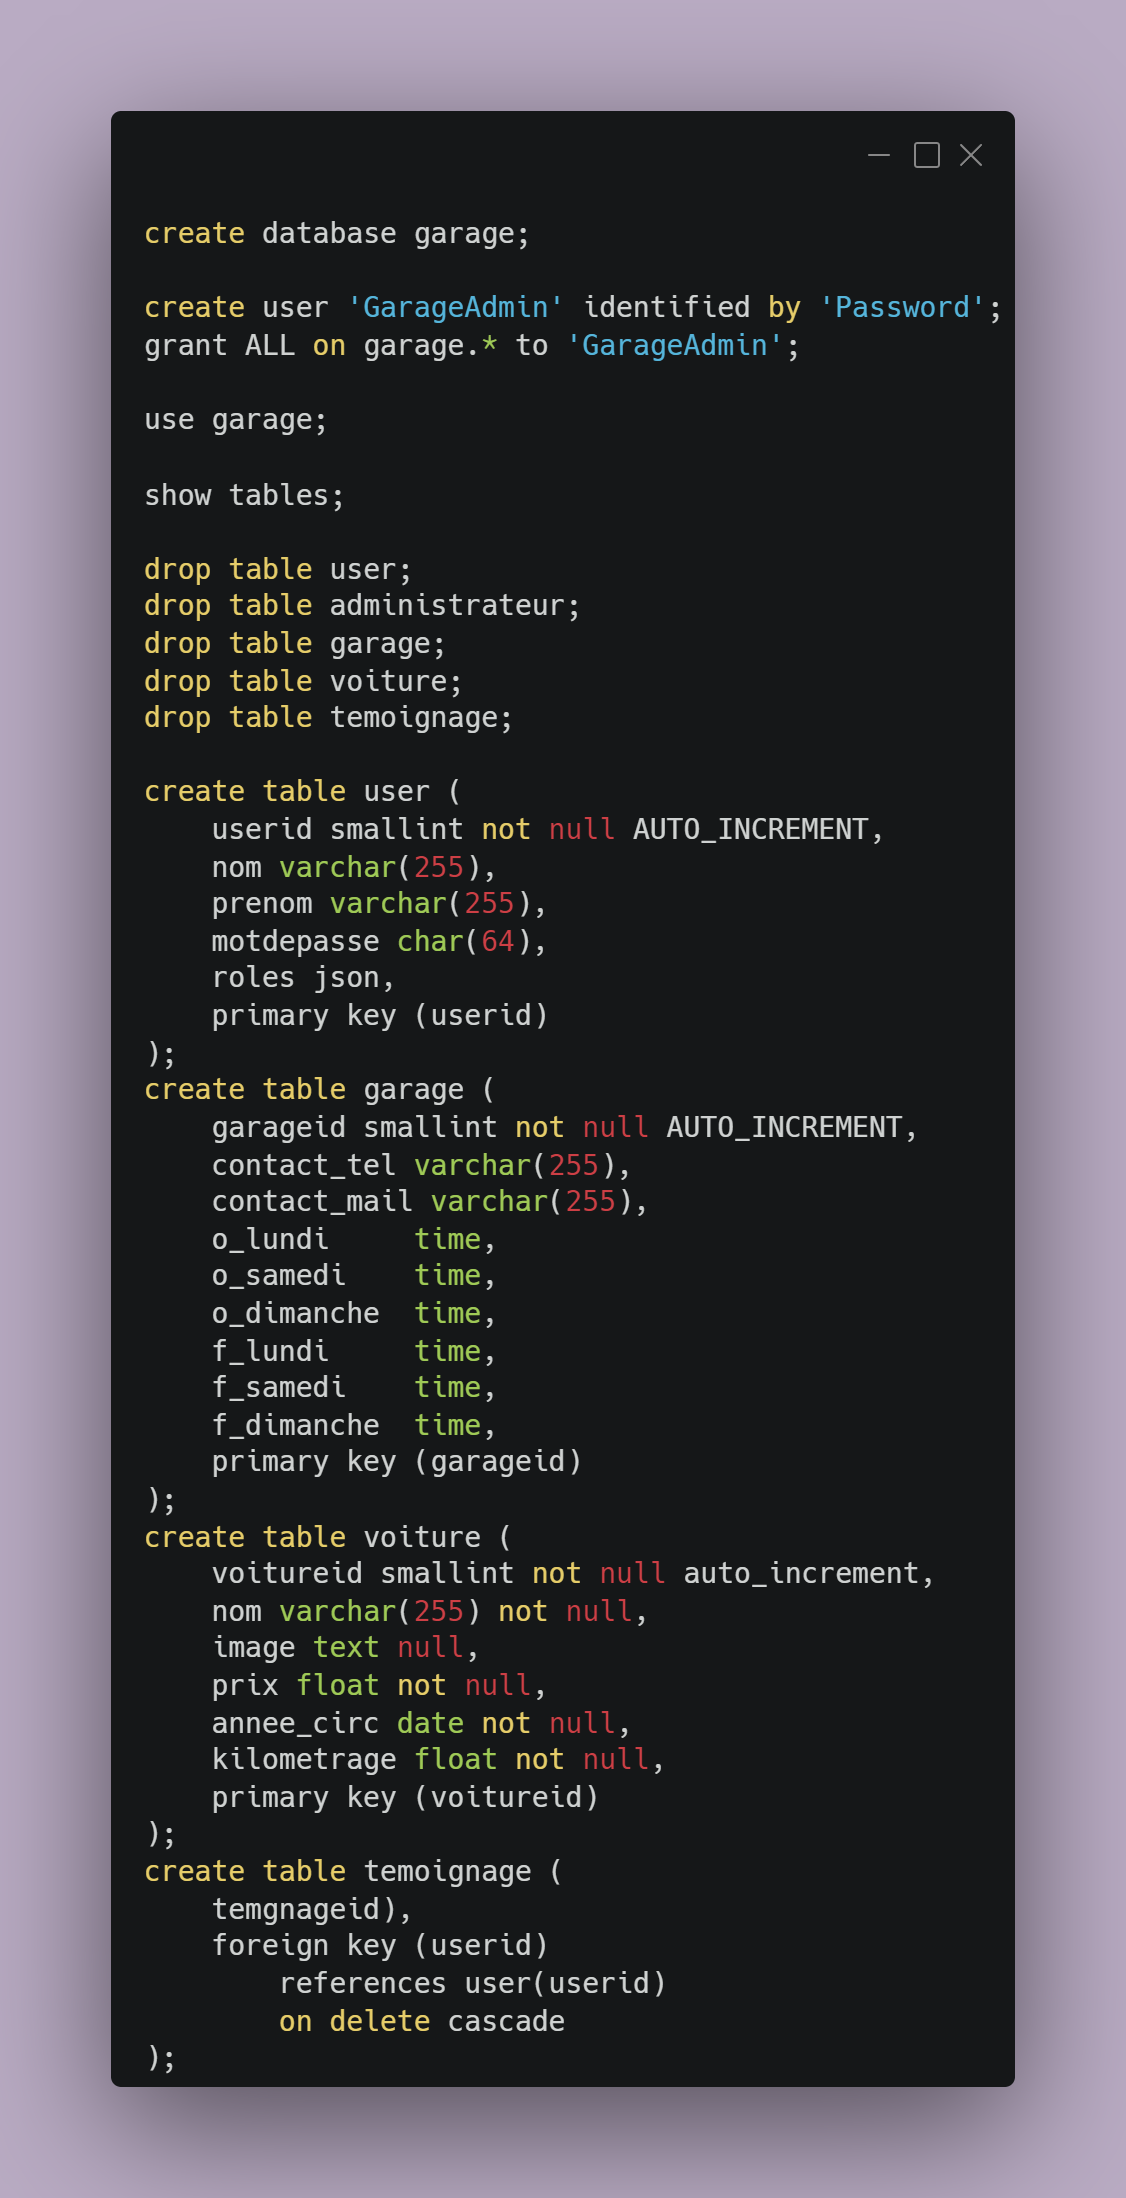 create database garage;
create user 'GarageAdmin' identified by 'Password';
grant ALL on garage.* to 'GarageAdmin';
use garage;
show tables;
drop table user;
drop table administrateur;
drop table garage;
drop table voiture;
drop table temoignage;
create table user (
    userid smallint not null AUTO_INCREMENT,
    nom varchar(255),
    prenom varchar(255),
    motdepasse char(64),
    roles json,
    primary key (userid)
);
create table garage (
    garageid smallint not null AUTO_INCREMENT,
    contact_tel varchar(255),
    contact_mail varchar(255),
    o_lundi     time,
    o_samedi    time,
    o_dimanche  time,
    f_lundi     time,
    f_samedi    time,
    f_dimanche  time,
    primary key (garageid)
);
create table voiture (
    voitureid smallint not null auto_increment,
    nom varchar(255) not null,
    image text null,
    prix float not null,
    annee_circ date not null,
    kilometrage float not null,
    primary key (voitureid)
);
create table temoignage (
    temgnageid),
    foreign key (userid)
        references user(userid)
        on delete cascade
);